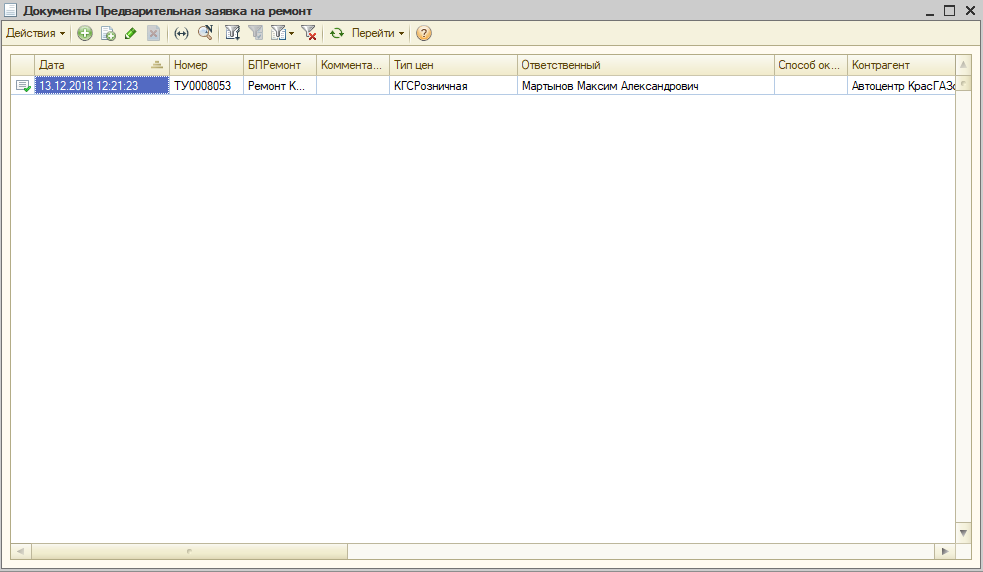 Документы Предварительная заявка на ремонт
Действия Перейти
Дата Номер БПРемонт Коммента... Тип цен Ответственный Способ ок... Контрагент
13.12.2018 12:21:23 ТУ0008053 Ремонт К... КГСРозничная Мартынов Максим Александрович Автоцентр КрасГАЗ